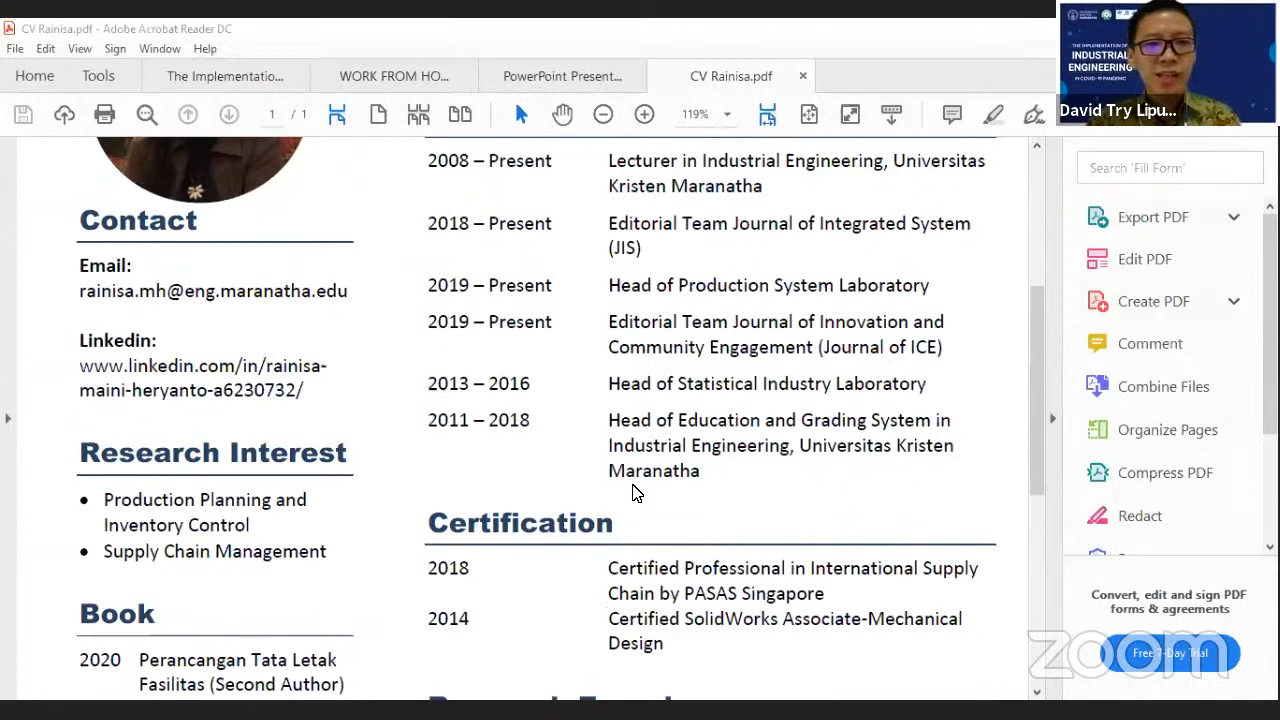 CV Rainisa.pdf - Adobe Acrobat Reader DC
File Edit View Sign Window Help
Home Tools The Implementatio... WORK FROM HO... PowerPoint Present... CV Rainisa.pdf ×
1 / 1 119%
THE IMPLEMENTATION OF
INDUSTRIAL
ENGINEERING
IN COVID-19 PANDEMIC
David Try Lipu...
Contact
Email:
rainisa.mh@eng.maranatha.edu
Linkedin:
www.linkedin.com/in/rainisa-
maini-heryanto-a6230732/
Research Interest
• Production Planning and
Inventory Control
• Supply Chain Management
Book
2020 Perancangan Tata Letak
Fasilitas (Second Author)
2008 – Present Lecturer in Industrial Engineering, Universitas
Kristen Maranatha
2018 – Present Editorial Team Journal of Integrated System
(JIS)
2019 – Present Head of Production System Laboratory
2019 – Present Editorial Team Journal of Innovation and
Community Engagement (Journal of ICE)
2013 – 2016 Head of Statistical Industry Laboratory
2011 – 2018 Head of Education and Grading System in
Industrial Engineering, Universitas Kristen
Maranatha
Certification
2018 Certified Professional in International Supply
Chain by PASAS Singapore
2014 Certified SolidWorks Associate-Mechanical
Design
Search 'Fill Form'
Export PDF
Edit PDF
Create PDF
Comment
Combine Files
Organize Pages
Compress PDF
Redact
Convert, edit and sign PDF
forms & agreements
Free 7-Day Trial
zoom